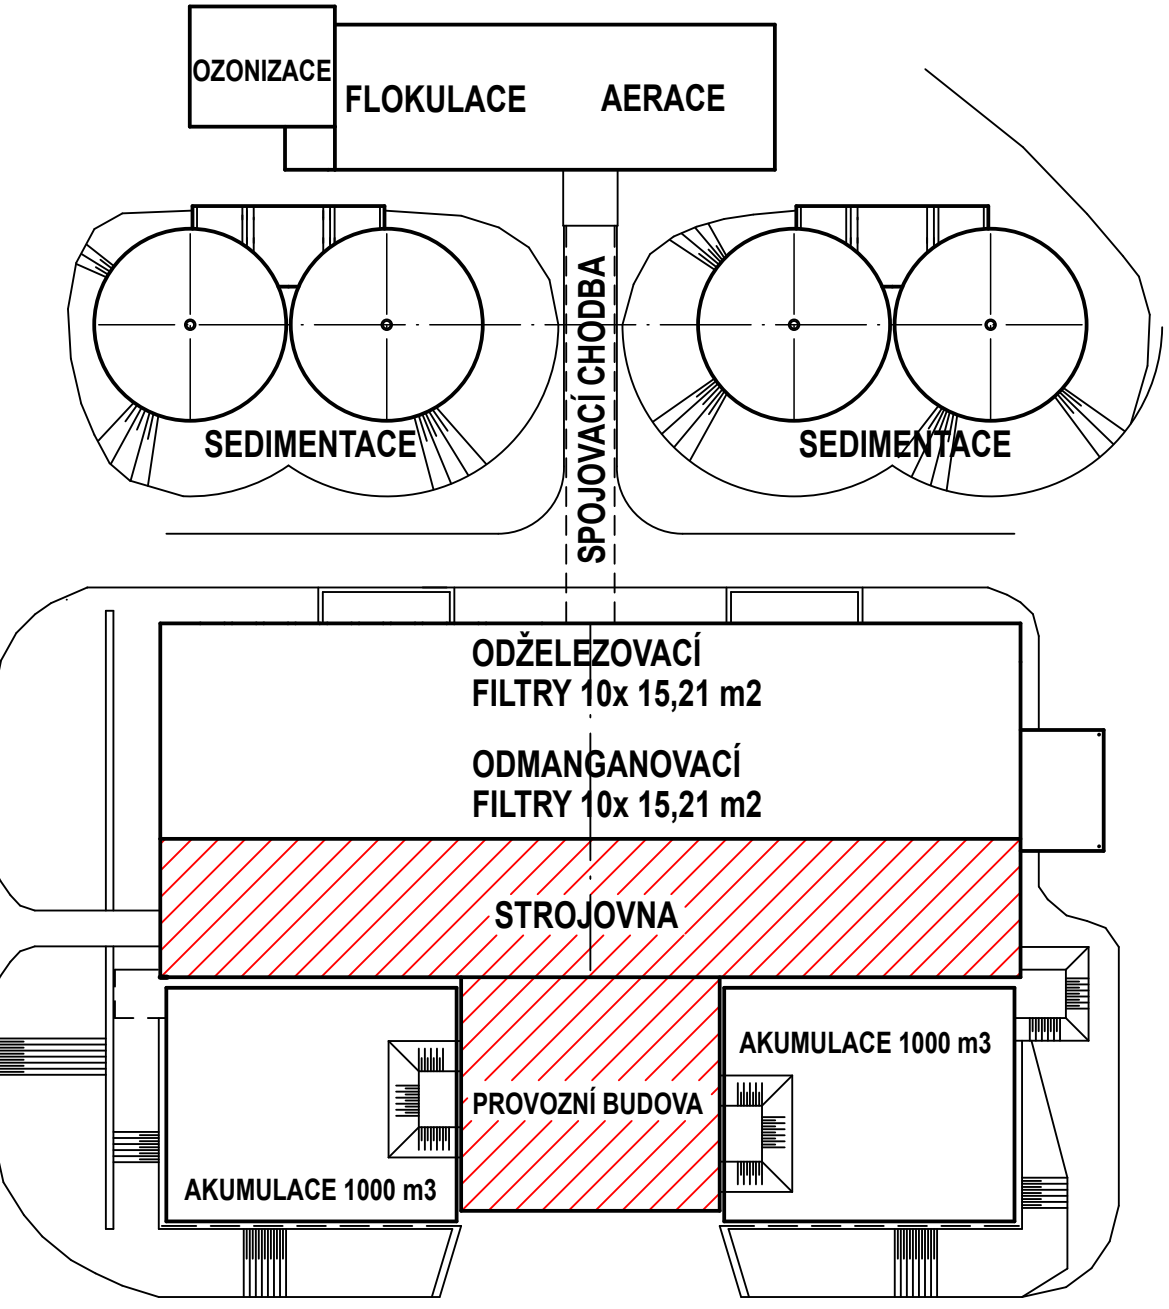 OZONIZACE
FLOKULACE
AERACE
SPOJOVACÍ CHODBA
SEDIMENTACE
SEDIMENTACE
ODŽELEZOVACÍ
FILTRY 10x 15,21 m2
ODMANGANOVACÍ
FILTRY 10x 15,21 m2
STROJOVNA
AKUMULACE 1000 m3
PROVOZNÍ BUDOVA
AKUMULACE 1000 m3